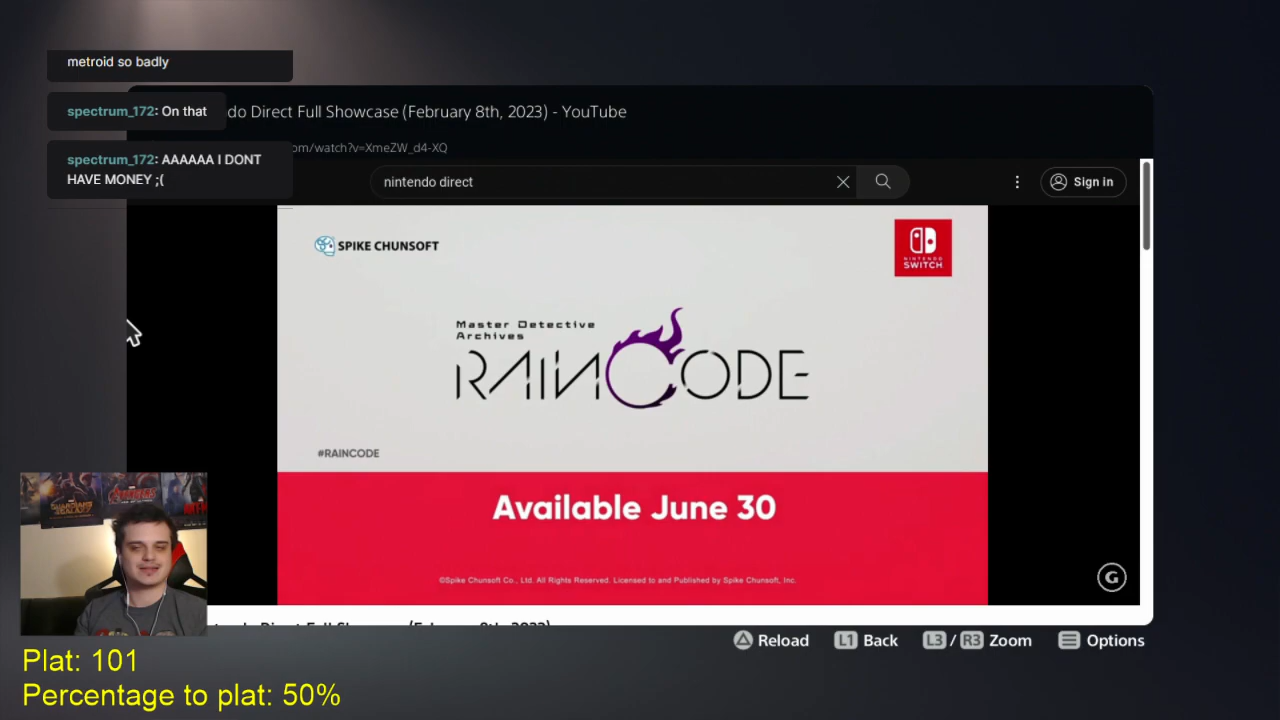 metroid so badly
spectrum_172: On that
spectrum_172: AAAAAA I DONT
HAVE MONEY ;(
do Direct Full Showcase (February 8th, 2023) - YouTube
om/watch?v=XmeZW_d4-XQ
nintendo direct
Sign in
SPIKE CHUNSOFT
NINTENDO
SWITCH
Master Detective
Archives
RAINCODE
#RAINCODE
Available June 30
©Spike Chunsoft Co., Ltd. All Rights Reserved. Licensed to and Published by Spike Chunsoft, Inc.
G
GUARDIANS
GALAXY
AVENGERS
Reload
L1 Back
L3 / R3 Zoom
Options
Plat: 101
Percentage to plat: 50%